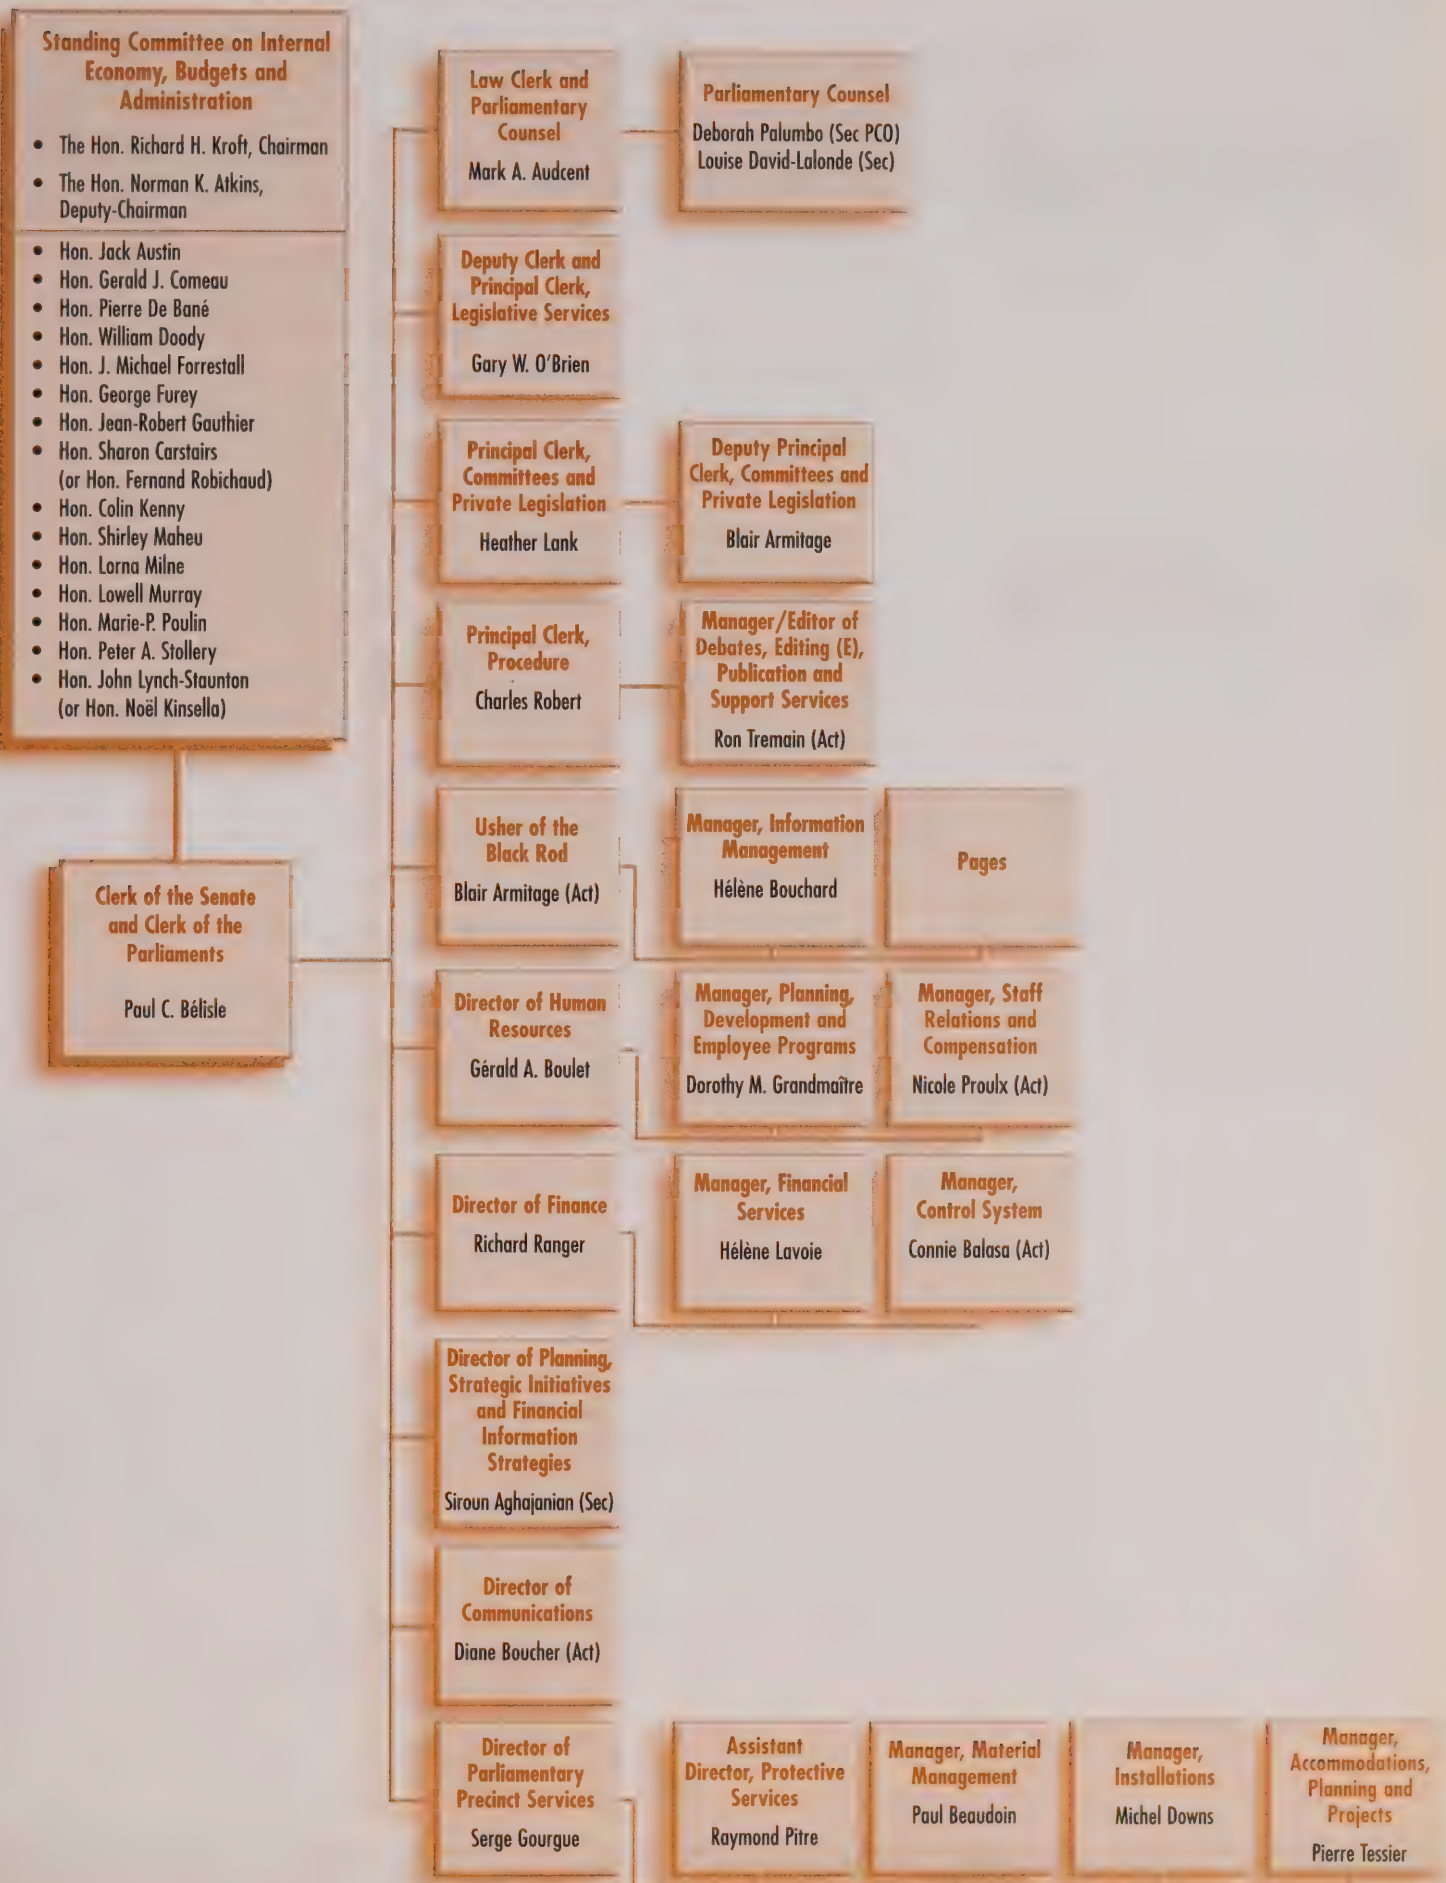 Standing Committee on Internal
Economy, Budgets and
Administration
• The Hon. Richard H. Kroft, Chairman
• The Hon. Norman K. Atkins,
Deputy-Chairman
• Hon. Jack Austin
• Hon. Gerald J. Comeau
• Hon. Pierre De Bané
• Hon. William Doody
• Hon. J. Michael Forrestall
• Hon. George Furey
• Hon. Jean-Robert Gauthier
• Hon. Sharon Carstairs
(or Hon. Fernand Robichaud)
• Hon. Colin Kenny
• Hon. Shirley Maheu
• Hon. Lorna Milne
• Hon. Lowell Murray
• Hon. Marie-P. Poulin
• Hon. Peter A. Stollery
• Hon. John Lynch-Staunton
(or Hon. Noël Kinsella)
Clerk of the Senate
and Clerk of the
Parliaments
Paul C. Bélisle
Law Clerk and
Parliamentary
Counsel
Mark A. Audcent
Parliamentary Counsel
Deborah Palumbo (Sec PCO)
Louise David-Lalonde (Sec)
Deputy Clerk and
Principal Clerk,
Legislative Services
Gary W. O'Brien
Principal Clerk,
Committees and
Private Legislation
Heather Lank
Deputy Principal
Clerk, Committees and
Private Legislation
Blair Armitage
Principal Clerk,
Procedure
Charles Robert
Manager/Editor of
Debates, Editing (E),
Publication and
Support Services
Ron Tremain (Act)
Usher of the
Black Rod
Blair Armitage (Act)
Manager, Information
Management
Hélène Bouchard
Pages
Director of Human
Resources
Gérald A. Boulet
Manager, Planning,
Development and
Employee Programs
Dorothy M. Grandmaître
Manager, Staff
Relations and
Compensation
Nicole Proulx (Act)
Director of Finance
Richard Ranger
Manager, Financial
Services
Hélène Lavoie
Manager,
Control System
Connie Balasa (Act)
Director of Planning,
Strategic Initiatives
and Financial
Information
Strategies
Siroun Aghajanian (Sec)
Director of
Communications
Diane Boucher (Act)
Director of
Parliamentary
Precinct Services
Serge Gourgue
Assistant
Director, Protective
Services
Raymond Pitre
Manager, Material
Management
Paul Beaudoin
Manager,
Installations
Michel Downs
Manager,
Accommodations,
Planning and
Projects
Pierre Tessier